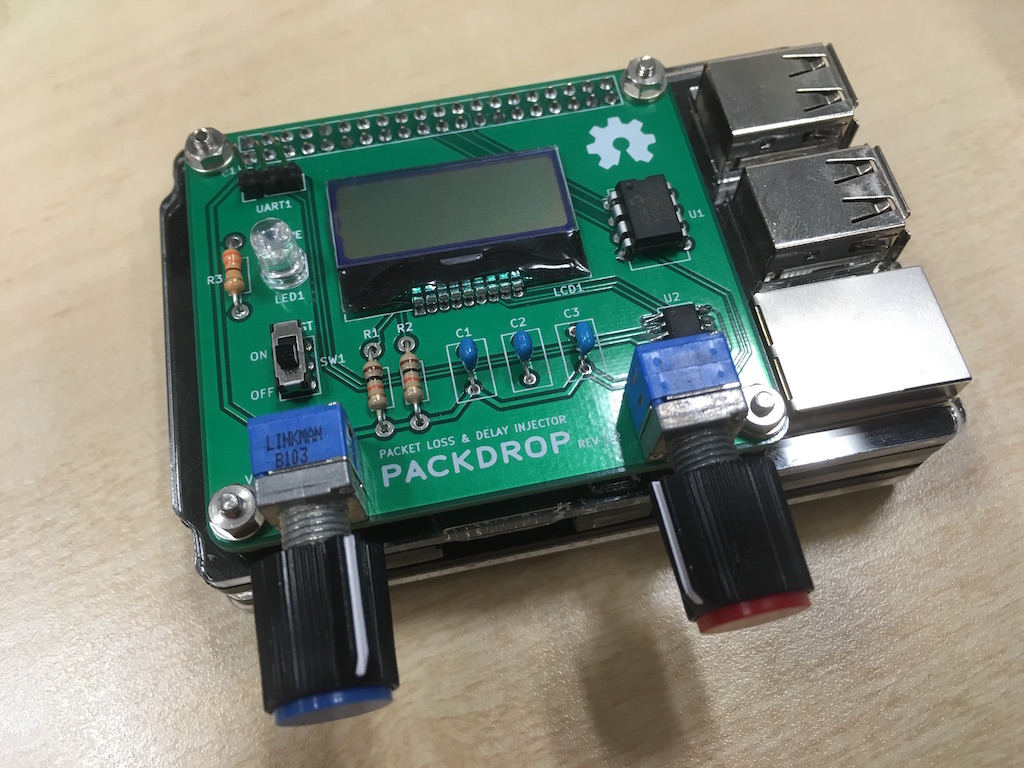 UART1
U1
R3
LED1
LCD1
U2
R1
R2
C1
C2
C3
ON
SW1
OFF
LINKMAN
B103
PACKET LOSS & DELAY INJECTOR
PACKDROP REV